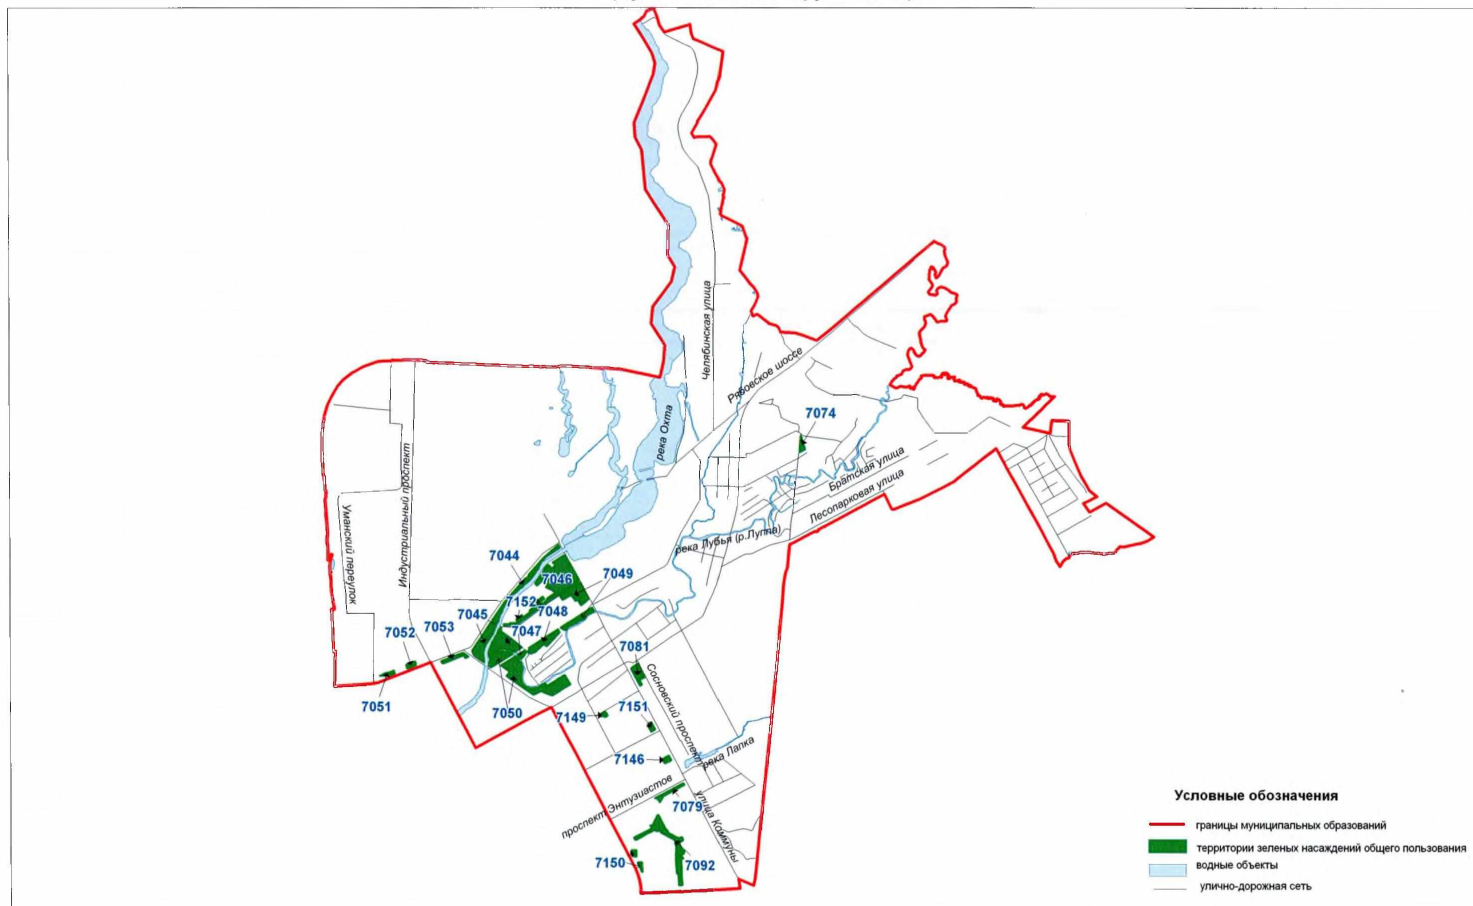 Челябинская улица
Рябовское шоссе
река Охта
7074
Братская улица
Лесопарковая улица
река Лубья (р.Луппа)
Индустриальный проспект
Уманский переулок
7044
7046
7049
7152
7048
7045
7047
7053
7052
7051
7050
7081
Сосновский проспект
7151
7149
7146
река Лапка
проспект Энтузиастов
7079
улица Коммуны
7150
7092
Условные обозначения
границы муниципальных образований
территории зеленых насаждений общего пользования
водные объекты
улично-дорожная сеть